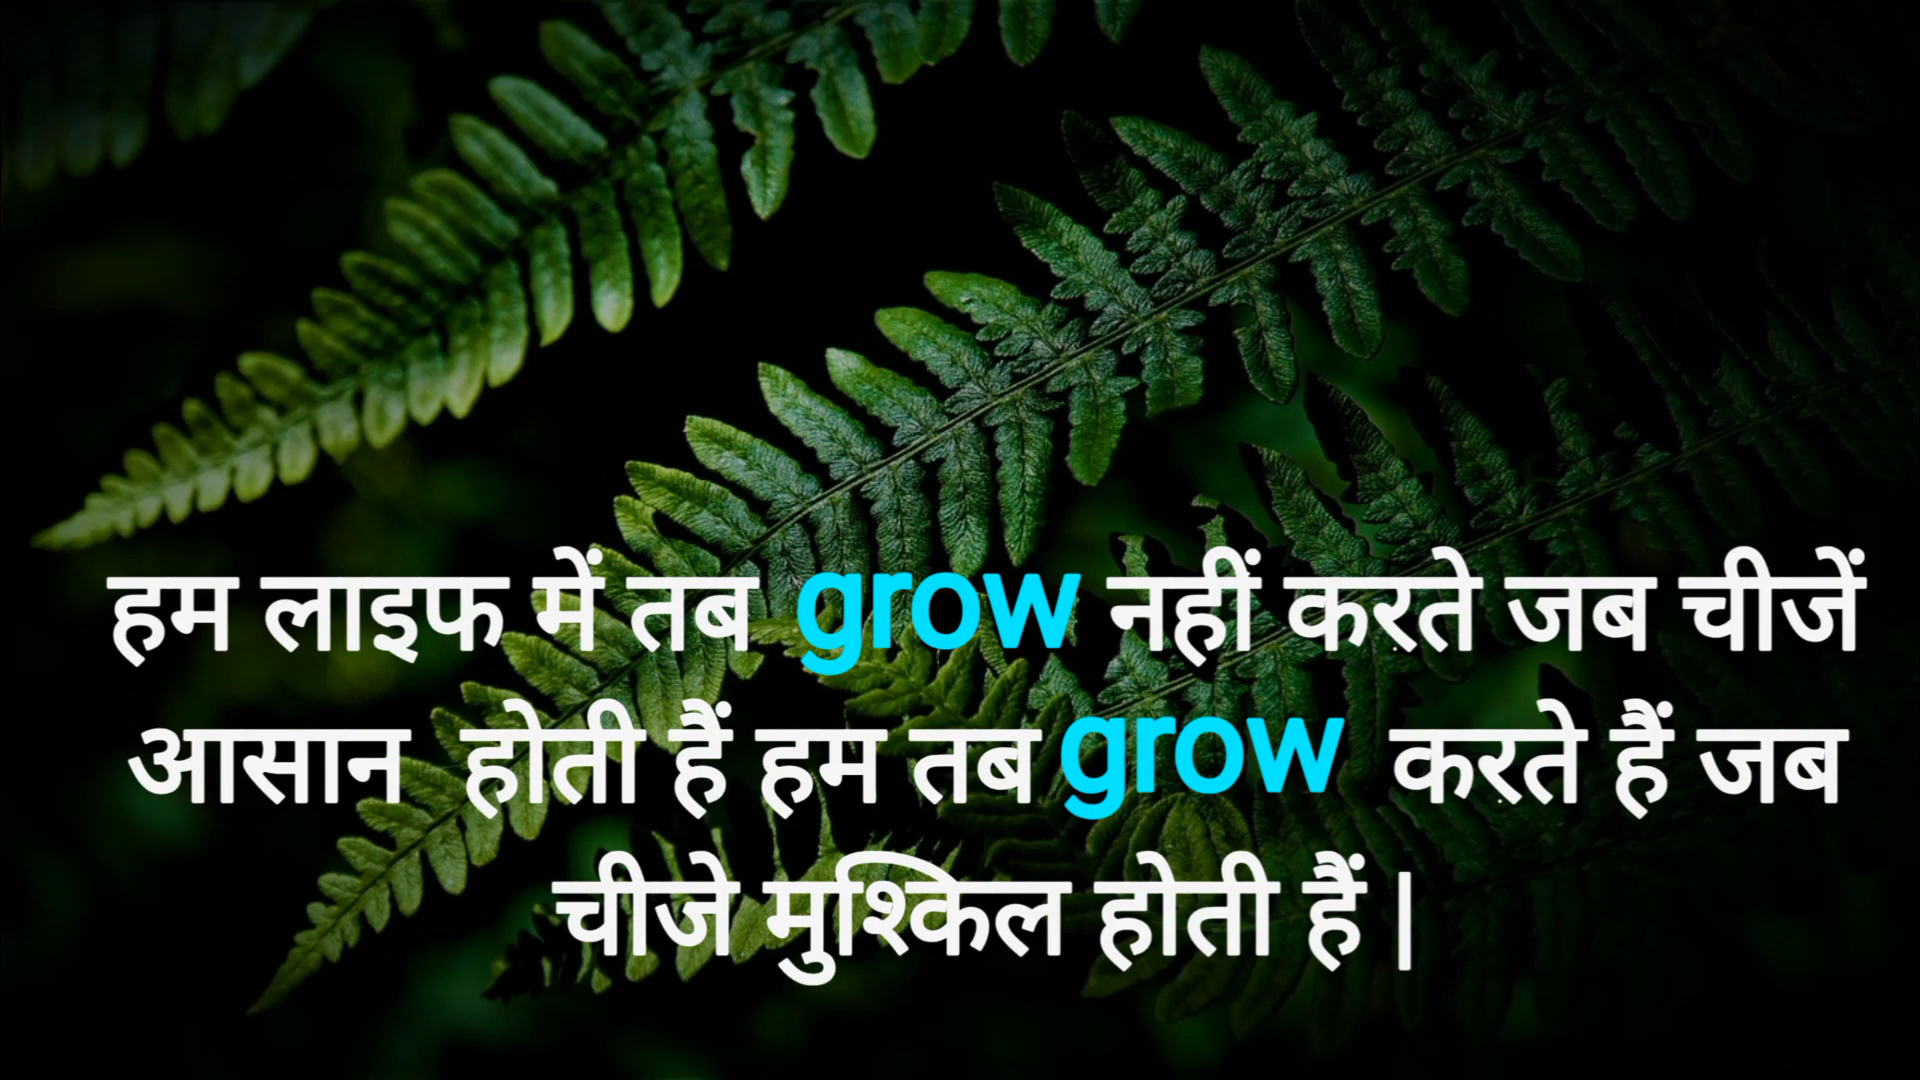 हम लाइफ में तब grow नहीं करते जब चीजें
आसान होती हैं हम तब grow करते हैं जब
चीजे मुश्किल होती हैं |